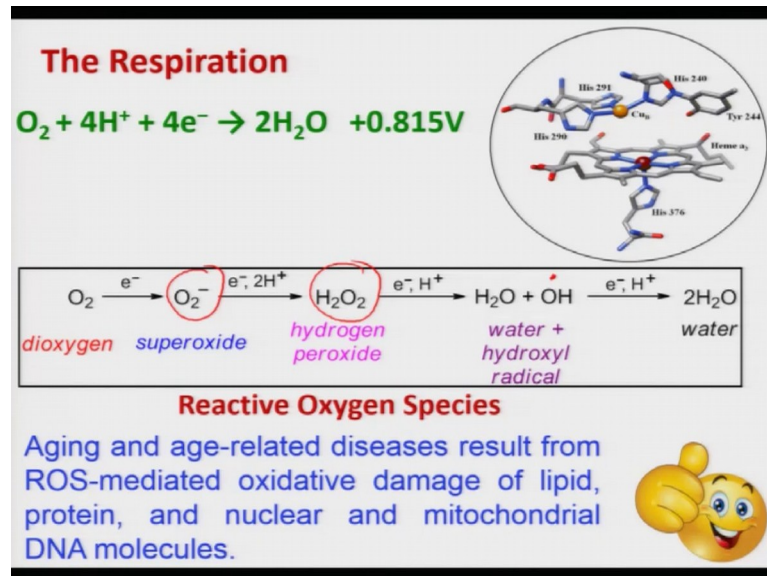 The Respiration
O₂ + 4H⁺ + 4e⁻ → 2H₂O +0.815V
His 291
His 240
Cu_B
Tyr 244
His 290
Heme a₃
His 376
O₂ —e⁻→ O₂⁻ —e⁻, 2H⁺→ H₂O₂ —e⁻, H⁺→ H₂O + OH —e⁻, H⁺→ 2H₂O
dioxygen superoxide hydrogen peroxide water + hydroxyl radical water
Reactive Oxygen Species
Aging and age-related diseases result from
ROS-mediated oxidative damage of lipid,
protein, and nuclear and mitochondrial
DNA molecules.